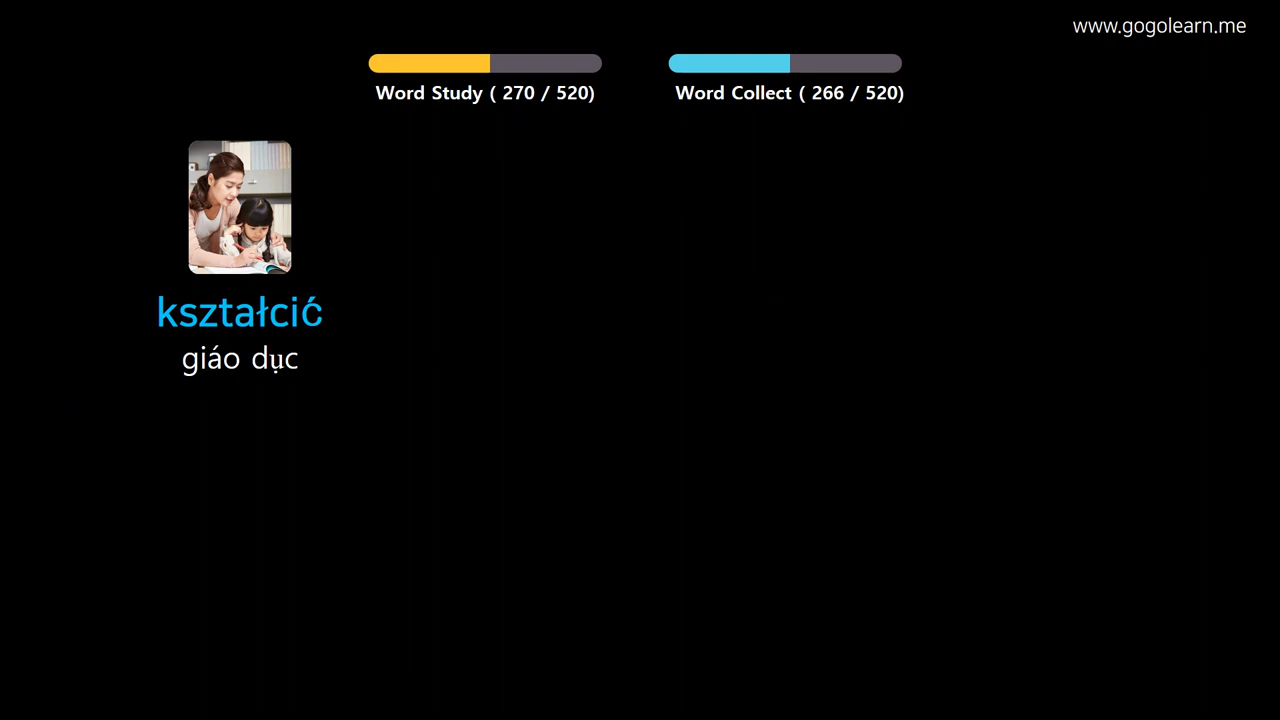 www.gogolearn.me
Word Study ( 270 / 520)
Word Collect ( 266 / 520)
kształcić
giáo dục